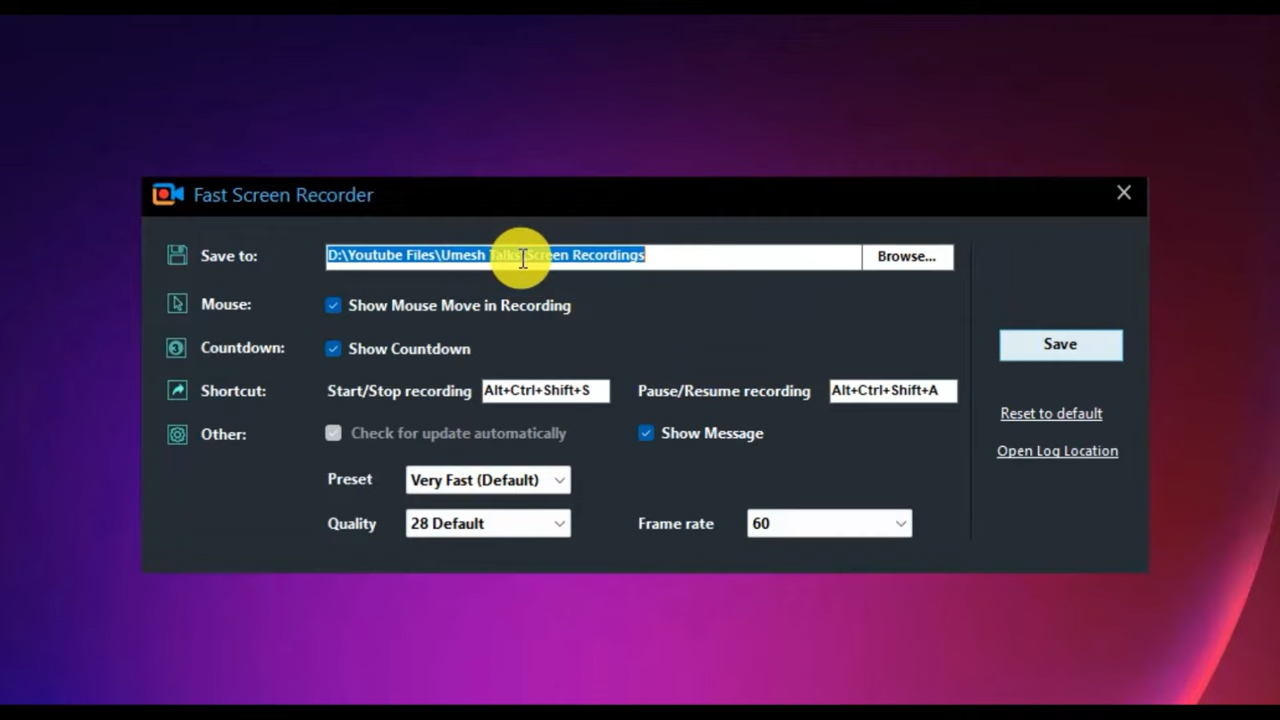 Fast Screen Recorder
Save to: D:\Youtube Files\Umesh Talks\Screen Recordings Browse...
Mouse: Show Mouse Move in Recording
Countdown: Show Countdown
Save
Shortcut: Start/Stop recording Alt+Ctrl+Shift+S Pause/Resume recording Alt+Ctrl+Shift+A
Reset to default
Other: Check for update automatically Show Message
Open Log Location
Preset Very Fast (Default)
Quality 28 Default Frame rate 60